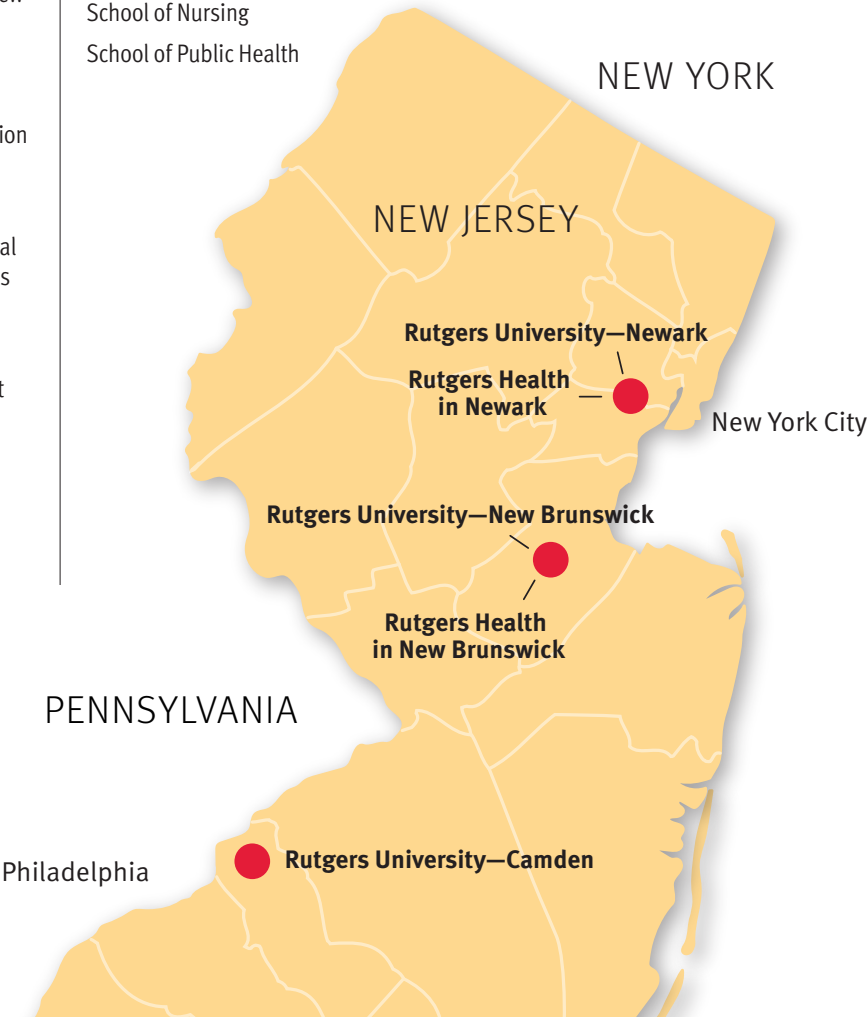 School of Nursing
School of Public Health
NEW YORK
NEW JERSEY
Rutgers University—Newark
Rutgers Health
in Newark
New York City
Rutgers University—New Brunswick
Rutgers Health
in New Brunswick
PENNSYLVANIA
Philadelphia
Rutgers University—Camden